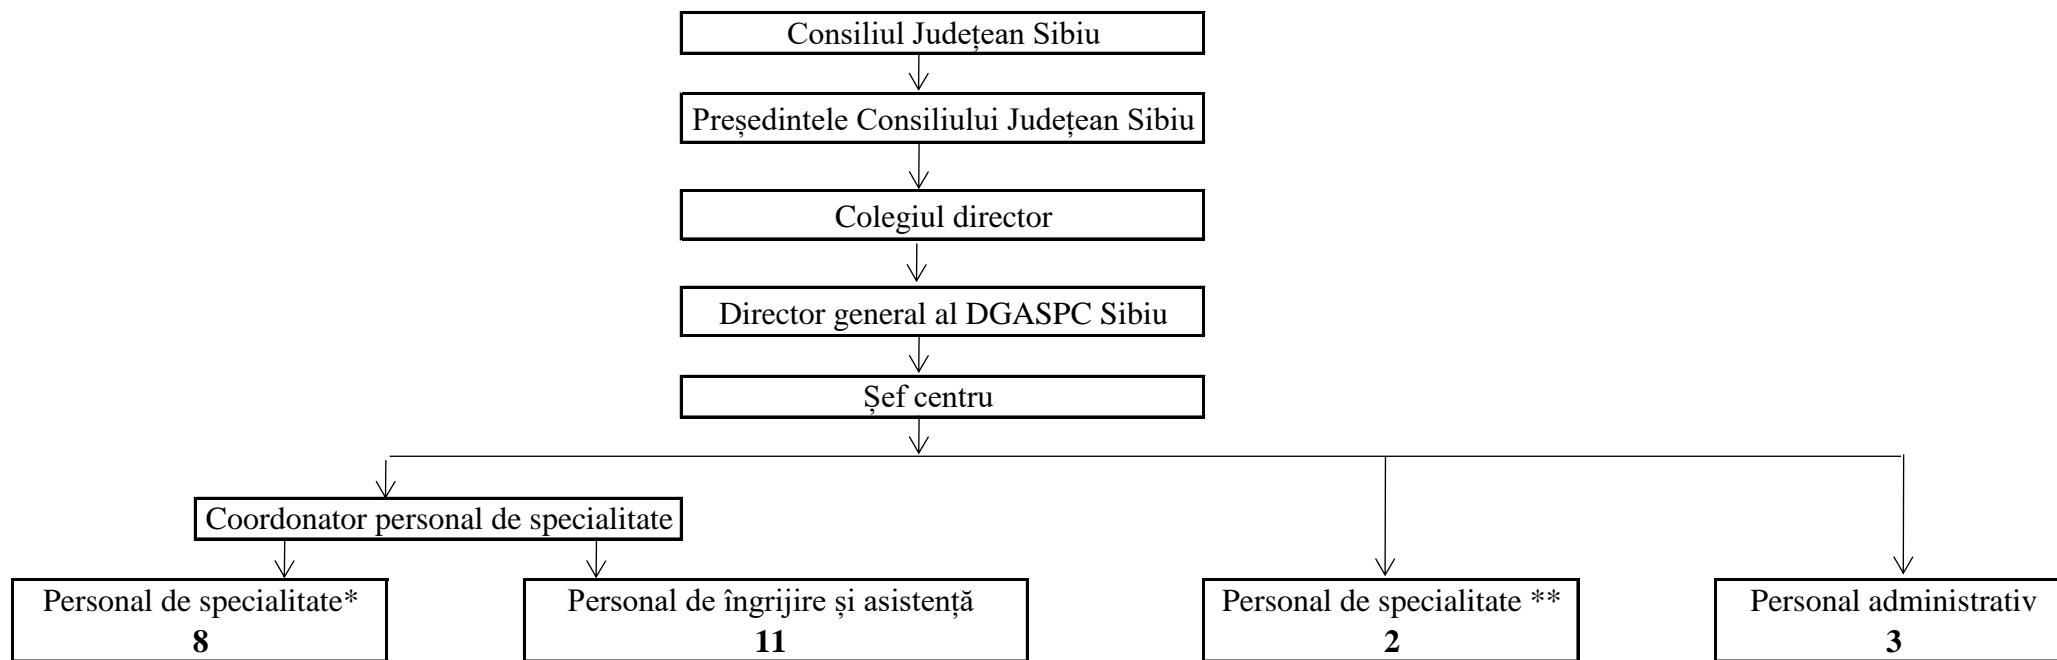 Consiliul Județean Sibiu
Președintele Consiliului Județean Sibiu
Colegiul director
Director general al DGASPC Sibiu
Șef centru
Coordonator personal de specialitate
Personal de specialitate*
8
Personal de îngrijire și asistență
11
Personal de specialitate **
2
Personal administrativ
3